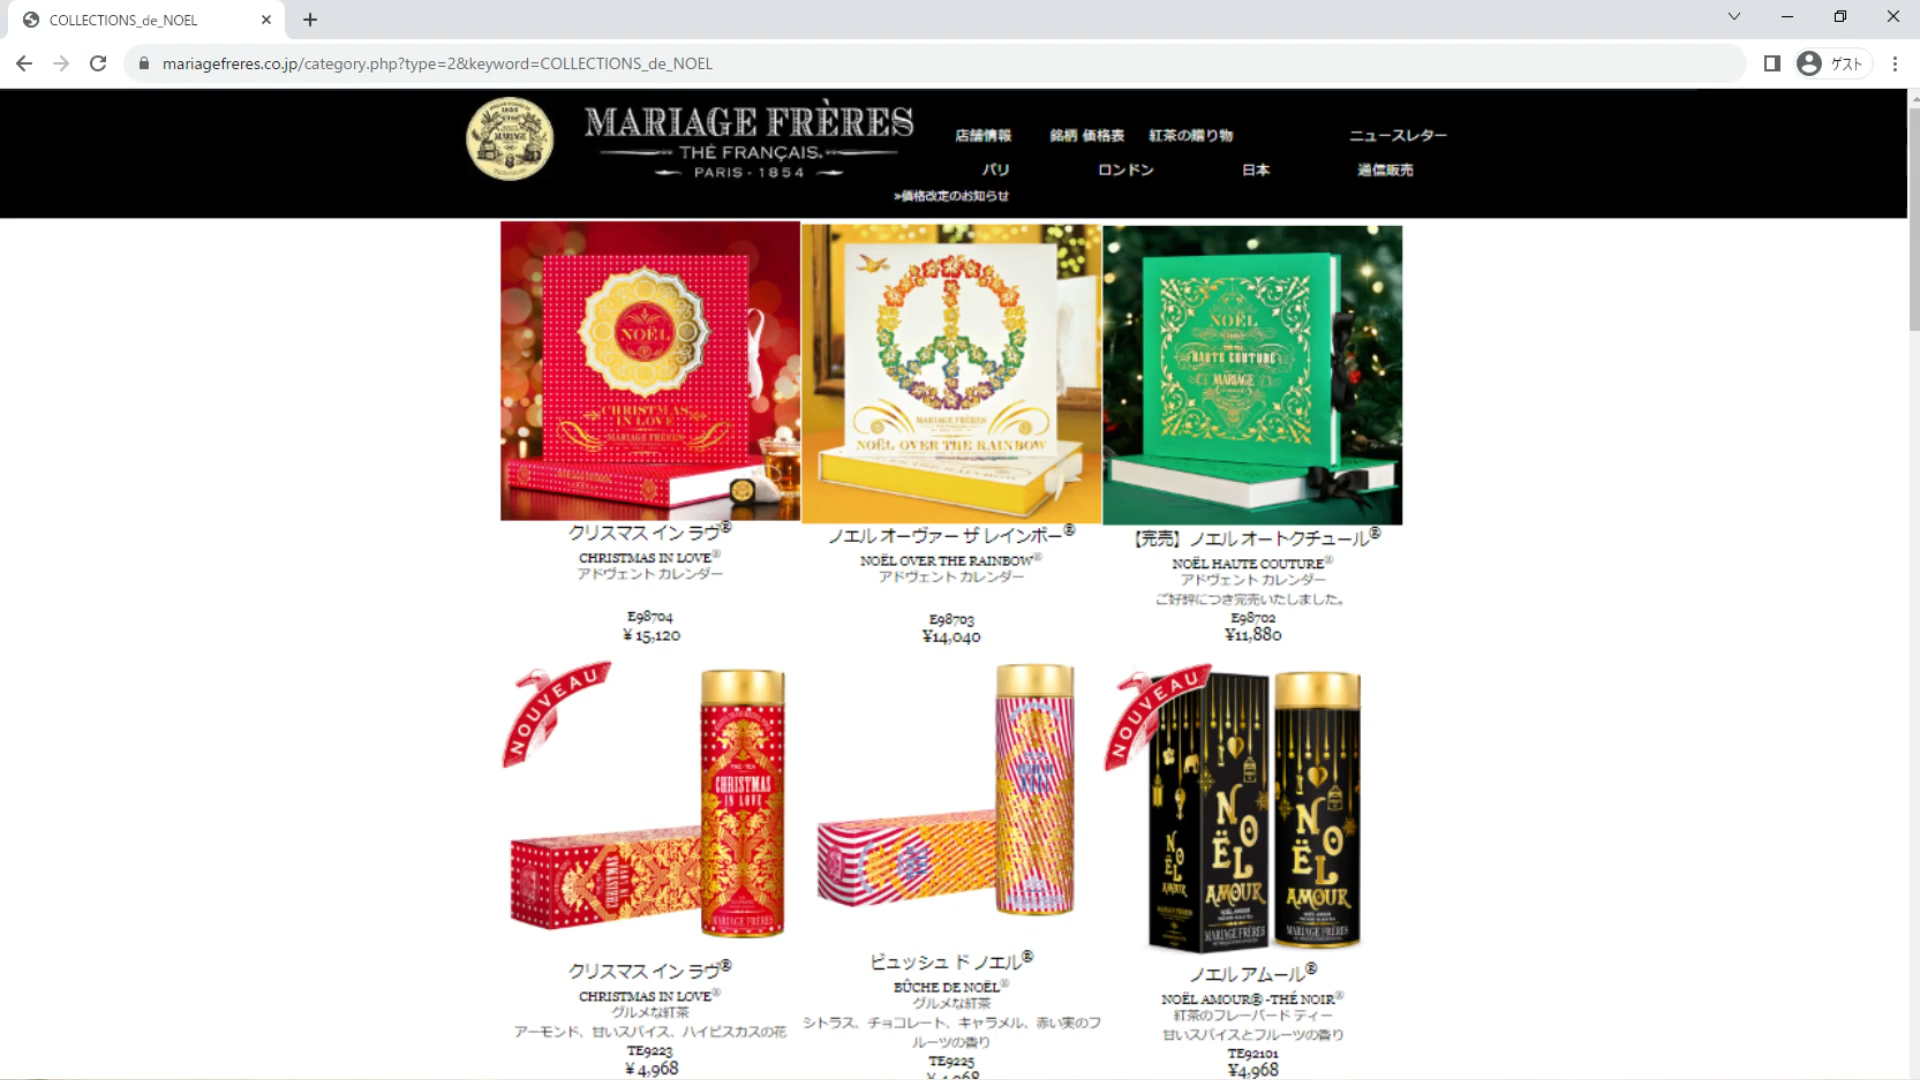 COLLECTIONS_de_NOEL
mariagefreres.co.jp/category.php?type=2&keyword=COLLECTIONS_de_NOEL
ゲスト
MARIAGE FRÈRES
THÉ FRANÇAIS
PARIS - 1854
店舗情報 銘柄 価格表 紅茶の贈り物 ニュースレター
パリ ロンドン 日本 通信販売
»価格改定のお知らせ
NOËL
CHRISTMAS
IN LOVE
MARIAGE FRÈRES
MARIAGE FRÈRES
NOËL OVER THE RAINBOW
NOËL
HAUTE COUTURE
MARIAGE
クリスマス イン ラヴ®
CHRISTMAS IN LOVE®
アドヴェント カレンダー
E98704
¥ 15,120
ノエル オーヴァー ザ レインボー®
NOËL OVER THE RAINBOW®
アドヴェント カレンダー
E98703
¥14,040
【完売】ノエル オートクチュール®
NOËL HAUTE COUTURE®
アドヴェント カレンダー
ご好評につき完売いたしました。
E98702
¥11,880
NOUVEAU
CHRISTMAS
IN LOVE
MARIAGE FRÈRES
NOUVEAU
NOËL
AMOUR
MARIAGE FRÈRES
NOËL
AMOUR
MARIAGE FRÈRES
クリスマス イン ラヴ®
CHRISTMAS IN LOVE®
グルメな紅茶
アーモンド、甘いスパイス、ハイビスカスの花
TE9223
¥ 4,968
ビュッシュ ド ノエル®
BÛCHE DE NOËL®
グルメな紅茶
シトラス、チョコレート、キャラメル、赤い実のフ
ルーツの香り
TE9225
¥ 4,968
ノエル アムール®
NOËL AMOUR® -THÉ NOIR®
紅茶のフレーバード ティー
甘いスパイスとフルーツの香り
TE92101
¥4,968